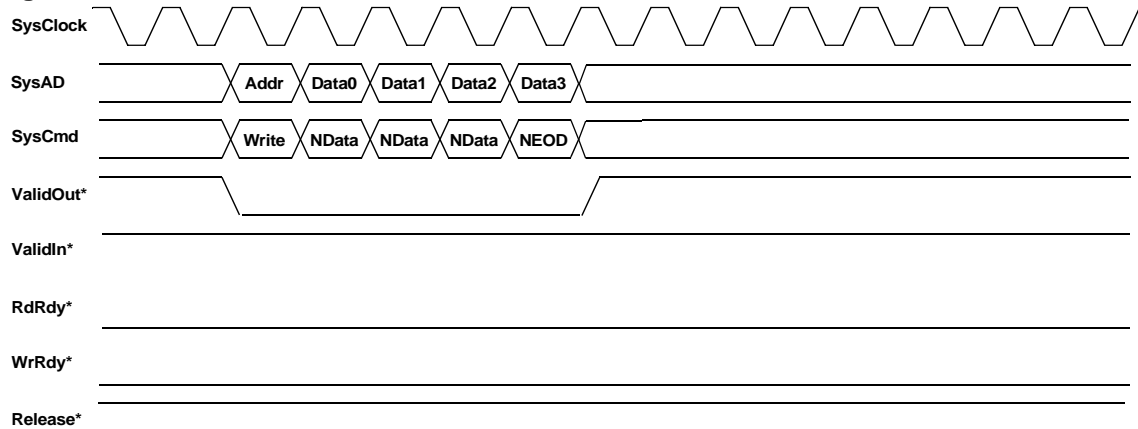 SysClock
SysAD Addr Data0 Data1 Data2 Data3
SysCmd Write NData NData NData NEOD
ValidOut*
ValidIn*
RdRdy*
WrRdy*
Release*